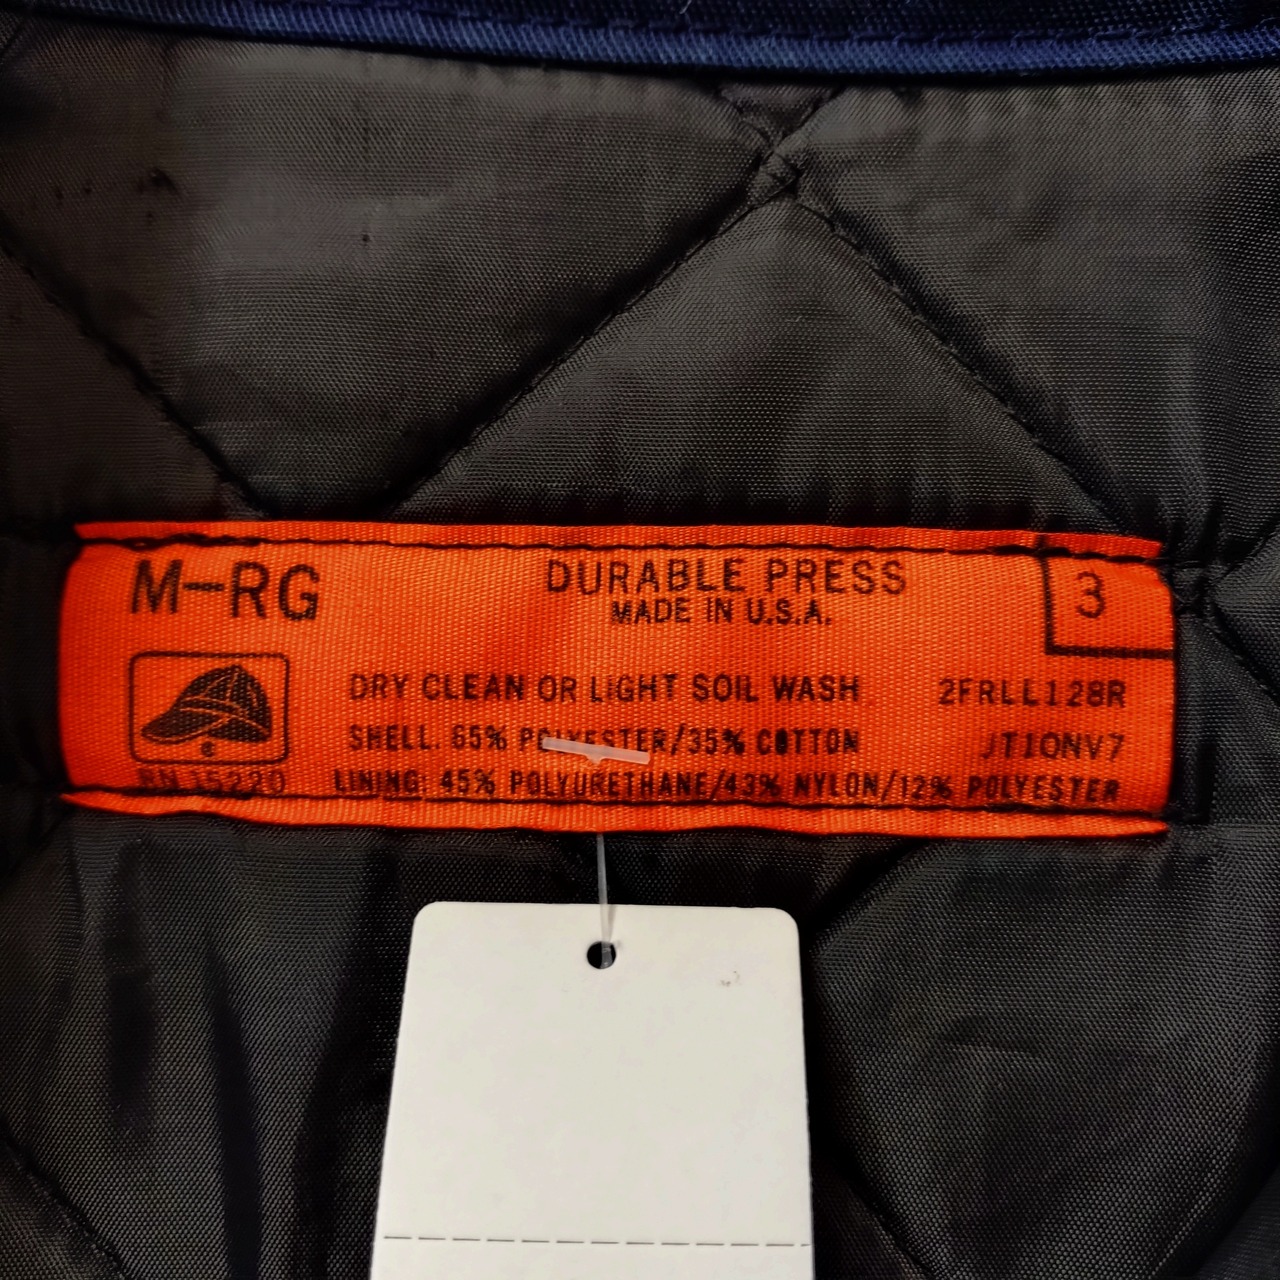 M-RG
DURABLE PRESS
MADE IN U.S.A.
3
DRY CLEAN OR LIGHT SOIL WASH
2FRLL128R
SHELL. 65% POLYESTER/35% COTTON
JT1QNV7
RN 15220
LINING: 45% POLYURETHANE/43% NYLON/12% POLYESTER